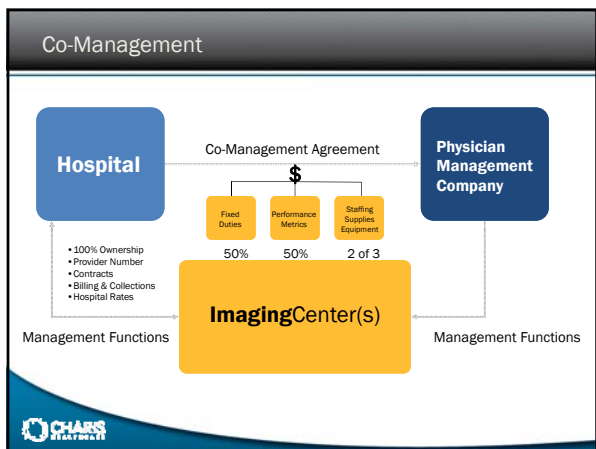 Co-Management
Hospital
Co-Management Agreement
Physician
Management
Company
$
Fixed
Duties
Performance
Metrics
Staffing
Supplies
Equipment
50%
50%
2 of 3
• 100% Ownership
• Provider Number
• Contracts
• Billing & Collections
• Hospital Rates
ImagingCenter(s)
Management Functions
Management Functions
CHARIS